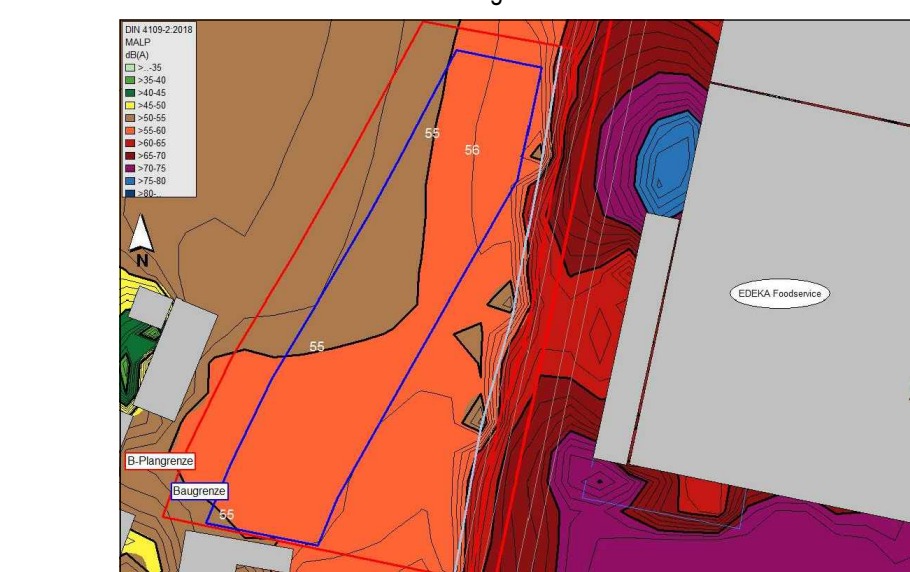 DIN 4109-2:2018
MALP
dB(A)
>..-35
>35-40
>40-45
>45-50
>50-55
>55-60
>60-65
>65-70
>70-75
>75-80
>80-..
N
55
56
EDEKA Foodservice
55
B-Plangrenze
Baugrenze
55